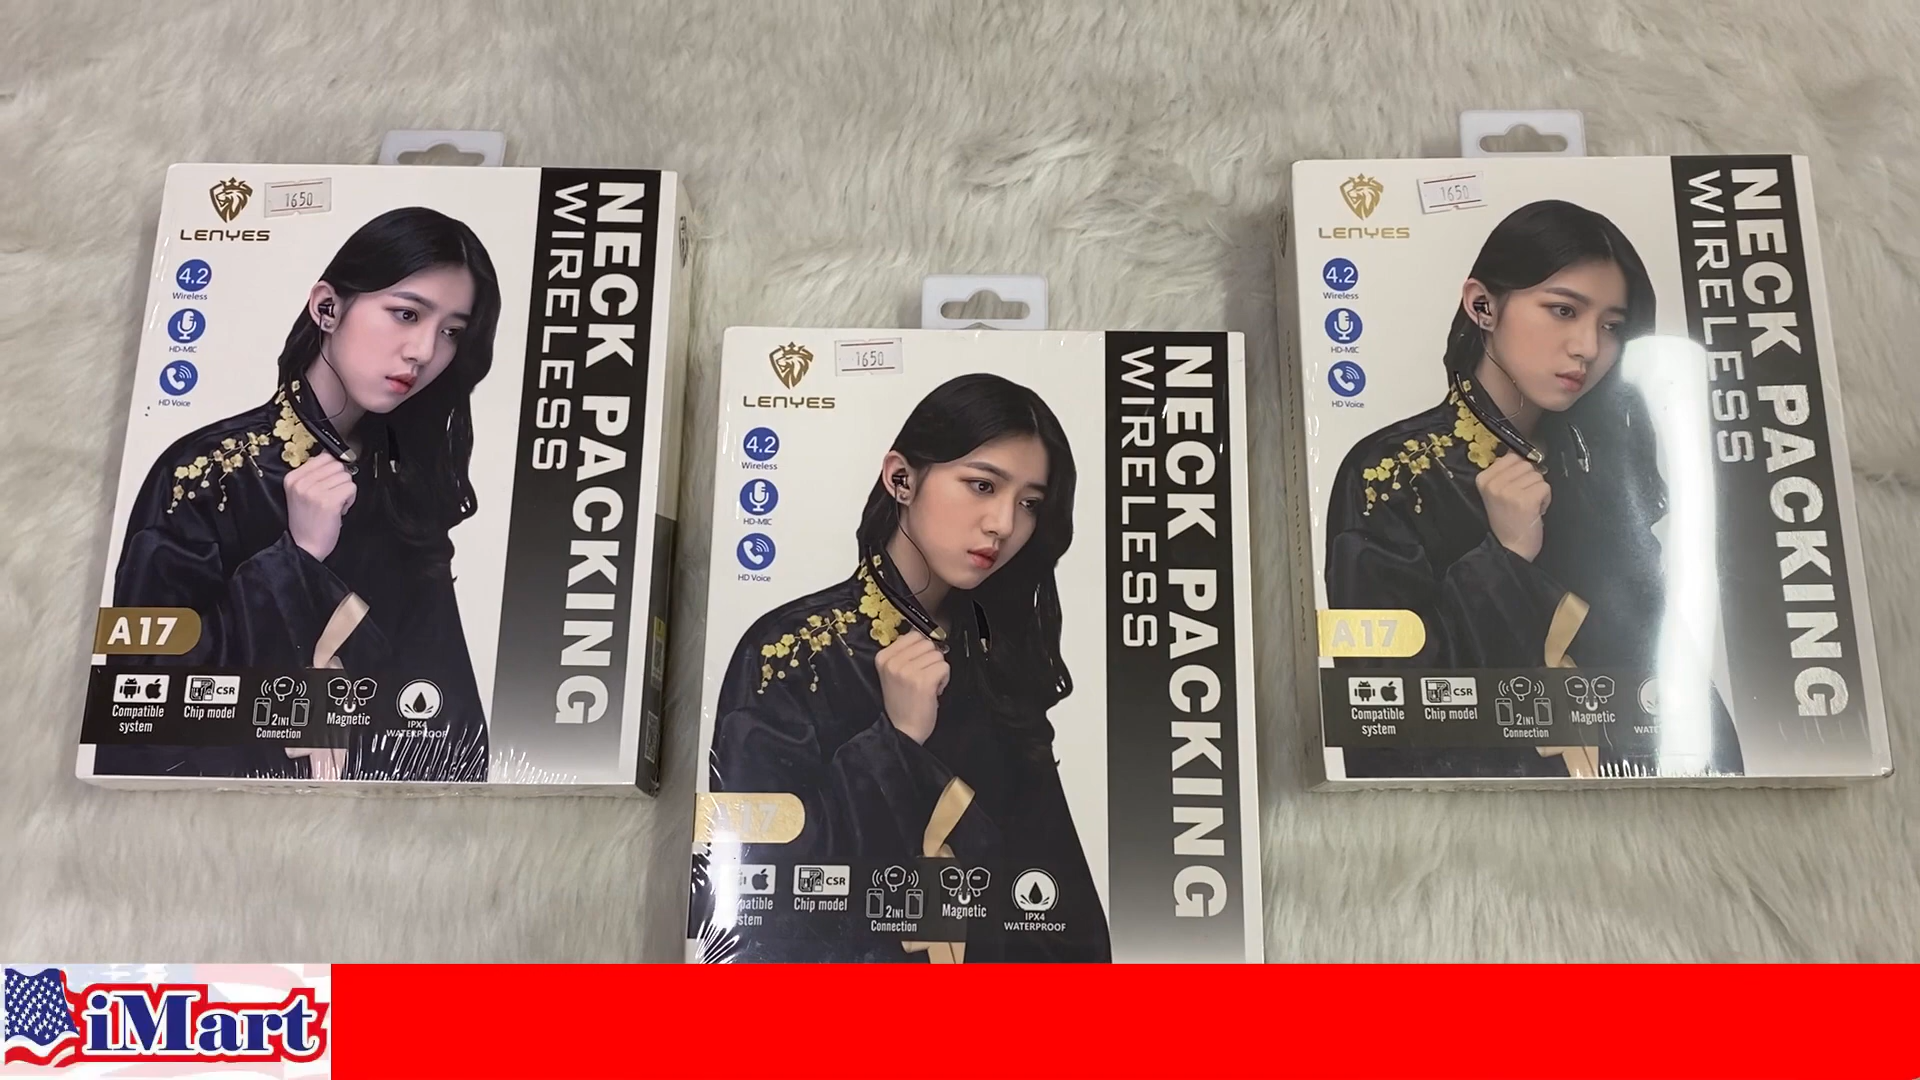 1650
LENYES
4.2
Wireless
HD-MIC
HD Voice
NECK PACKING
WIRELESS
A17
Compatible system
CSR
Chip model
2IN1
Connection
Magnetic
IPX4
WATERPROOF
1650
LENYES
4.2
Wireless
HD-MIC
HD Voice
NECK PACKING
WIRELESS
A17
CSR
Chip model
2IN1
Connection
Magnetic
IPX4
WATERPROOF
1650
LENYES
4.2
Wireless
HD-MIC
HD Voice
NECK PACKING
WIRELESS
A17
Compatible system
CSR
Chip model
2IN1
Connection
Magnetic
iMart